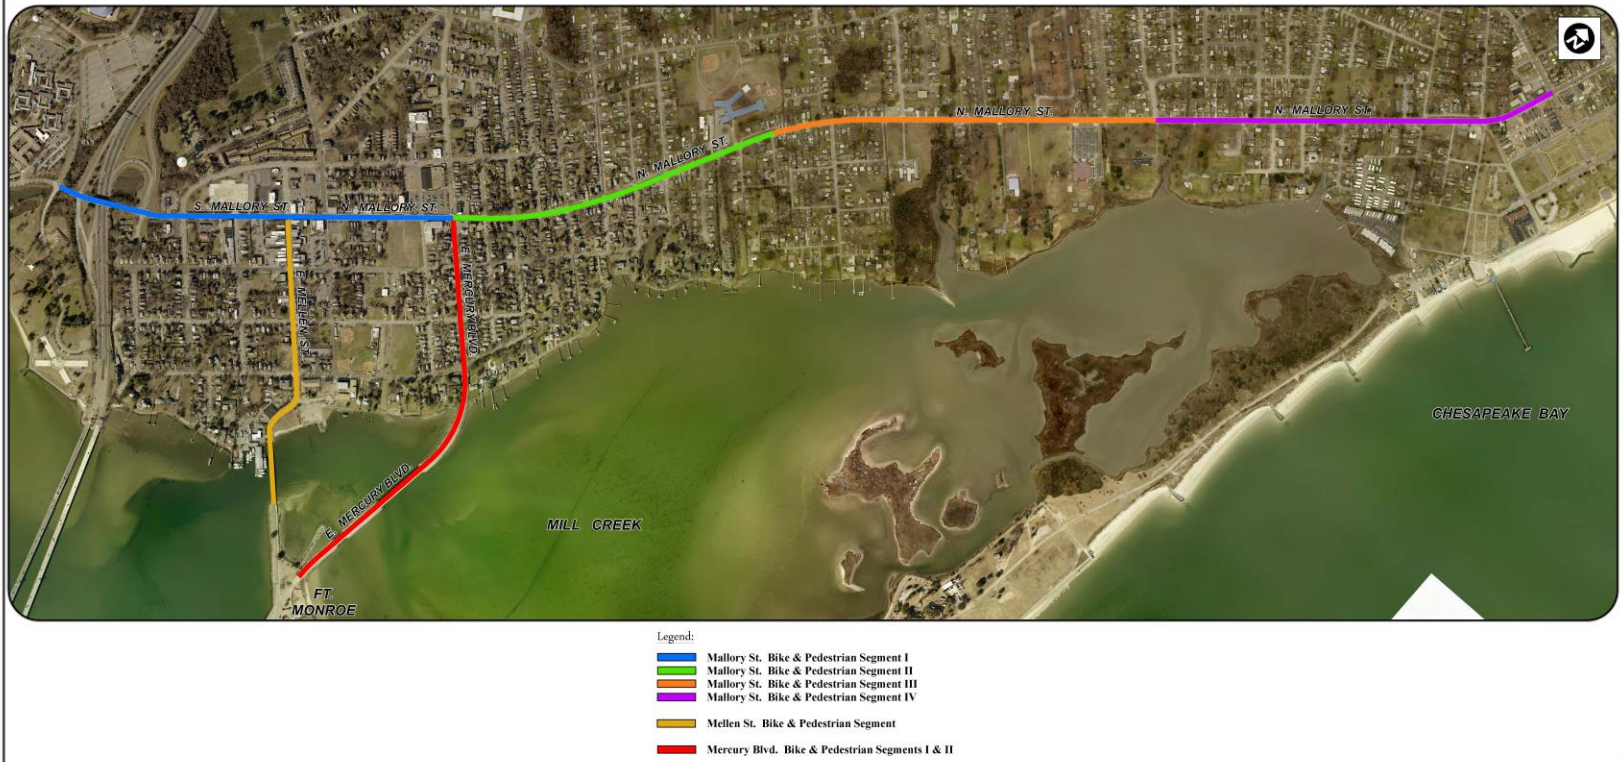 N. MALLORY ST.
N. MALLORY ST.
N. MALLORY ST.
S. MALLORY ST.
N. MALLORY ST.
E. MELLEN ST.
E. MERCURY BLVD.
CHESAPEAKE BAY
E. MERCURY BLVD.
MILL CREEK
FT.
MONROE
Legend:
Mallory St. Bike & Pedestrian Segment I
Mallory St. Bike & Pedestrian Segment II
Mallory St. Bike & Pedestrian Segment III
Mallory St. Bike & Pedestrian Segment IV
Mellen St. Bike & Pedestrian Segment
Mercury Blvd. Bike & Pedestrian Segments I & II